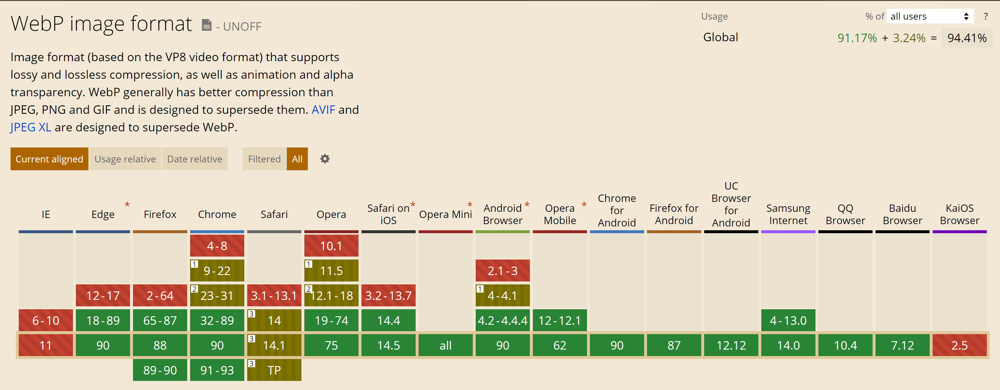 WebP image format - UNOFF
Usage % of all users ?
Global 91.17% + 3.24% = 94.41%
Image format (based on the VP8 video format) that supports
lossy and lossless compression, as well as animation and alpha
transparency. WebP generally has better compression than
JPEG, PNG and GIF and is designed to supersede them. AVIF and
JPEG XL are designed to supersede WebP.
Current aligned Usage relative Date relative Filtered All
IE
Edge *
Firefox
Chrome
Safari
Opera
Safari on *
iOS
Opera Mini *
Android *
Browser
Opera *
Mobile
Chrome
for
Android
Firefox for
Android
UC
Browser
for
Android
Samsung
Internet
QQ
Browser
Baidu
Browser
KaiOS
Browser
4-8 10.1
1 9-22 1 11.5 2.1-3
12-17 2-64 2 23-31 3.1-13.1 2 12.1-18 3.2-13.7 1 4-4.1
6-10 18-89 65-87 32-89 3 14 19-74 14.4 4.2-4.4.4 12-12.1 4-13.0
11 90 88 90 3 14.1 75 14.5 all 90 62 90 87 12.12 14.0 10.4 7.12 2.5
89-90 91-93 3 TP